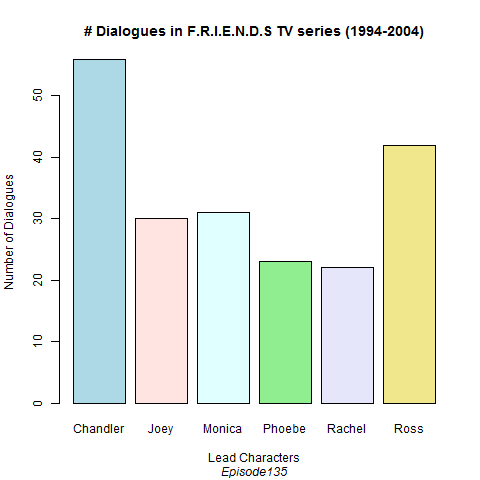 # Dialogues in F.R.I.E.N.D.S TV series (1994-2004)
Number of Dialogues
50
40
30
20
10
0
Chandler Joey Monica Phoebe Rachel Ross
Lead Characters
Episode135